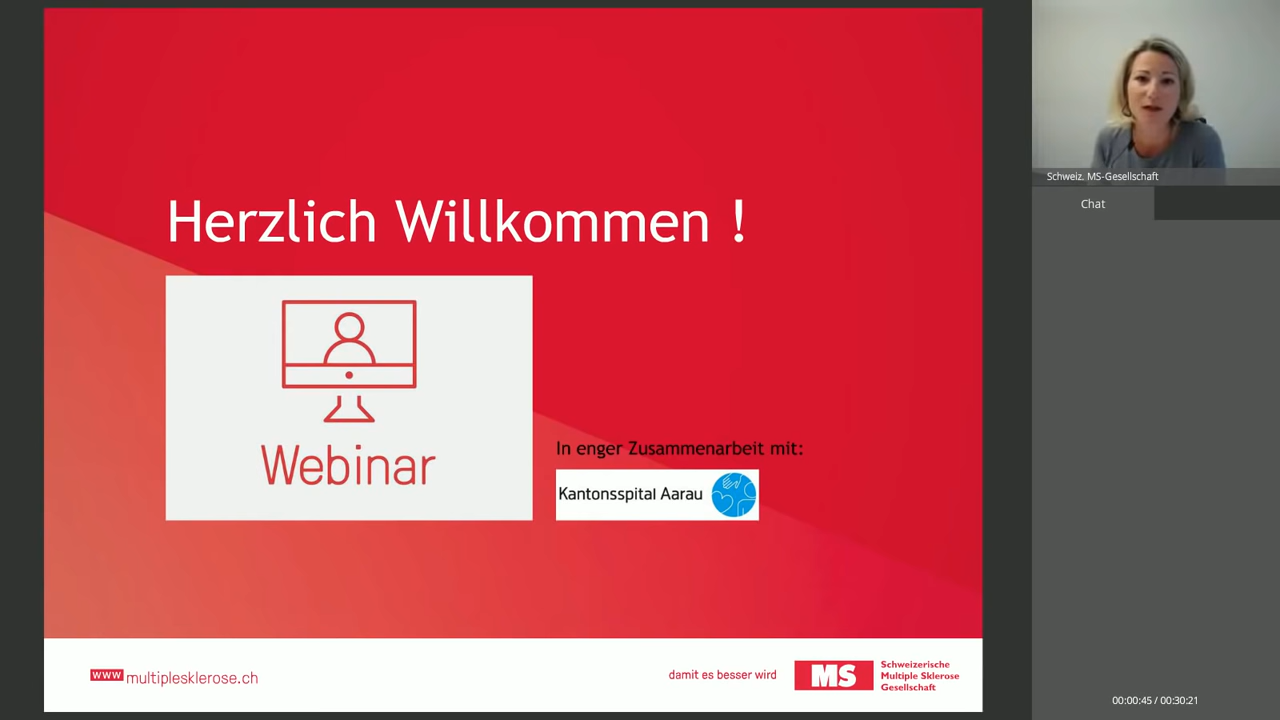 Herzlich Willkommen !
Webinar
In enger Zusammenarbeit mit:
Kantonsspital Aarau
www multiplesklerose.ch
damit es besser wird
MS
Schweizerische
Multiple Sklerose
Gesellschaft
Schweiz. MS-Gesellschaft
Chat
00:00:45 / 00:30:21